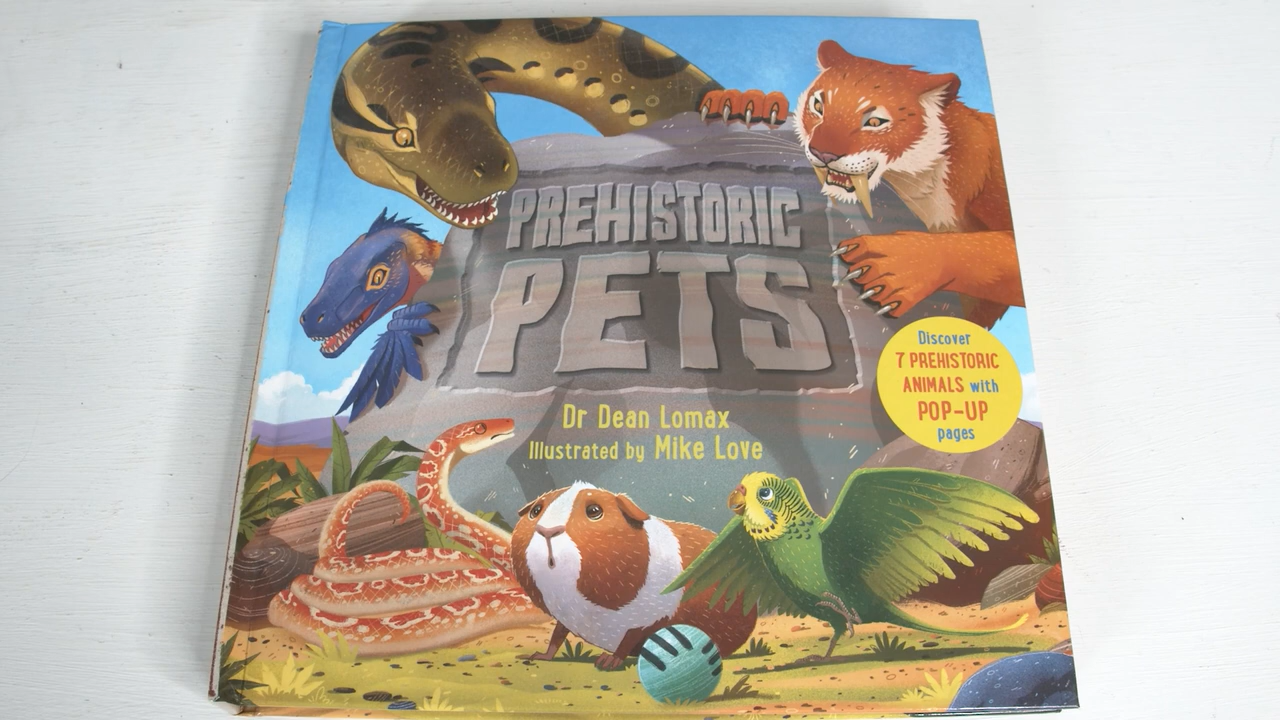 PREHISTORIC
PETS
Dr Dean Lomax
Illustrated by Mike Love
Discover
7 PREHISTORIC
ANIMALS with
POP-UP
pages